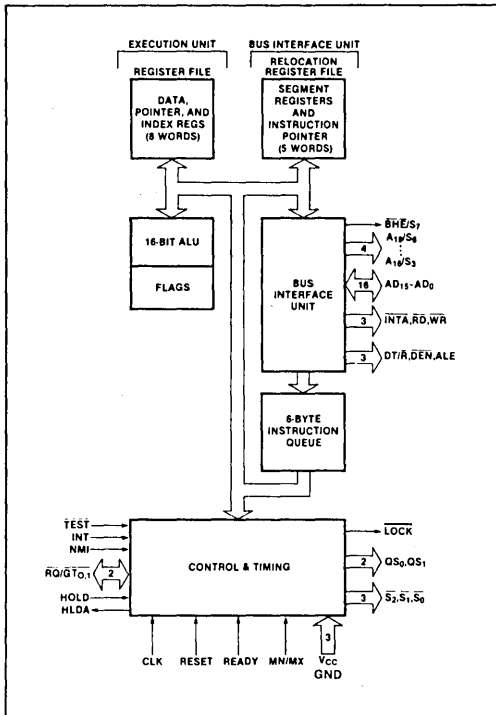 EXECUTION UNIT
BUS INTERFACE UNIT
REGISTER FILE
RELOCATION
REGISTER FILE
DATA,
POINTER, AND
INDEX REGS
(8 WORDS)
SEGMENT
REGISTERS
AND
INSTRUCTION
POINTER
(5 WORDS)
16-BIT ALU
FLAGS
BUS
INTERFACE
UNIT
BHE/S7
4
A19/S6
A16/S3
16
AD15-AD0
3
INTA,RD,WR
3
DT/R,DEN,ALE
6-BYTE
INSTRUCTION
QUEUE
TEST
INT
NMI
RQ/GT0,1
2
HOLD
HLDA
CONTROL & TIMING
LOCK
2
QS0,QS1
3
S2,S1,S0
CLK
RESET
READY
MN/MX
3
VCC
GND